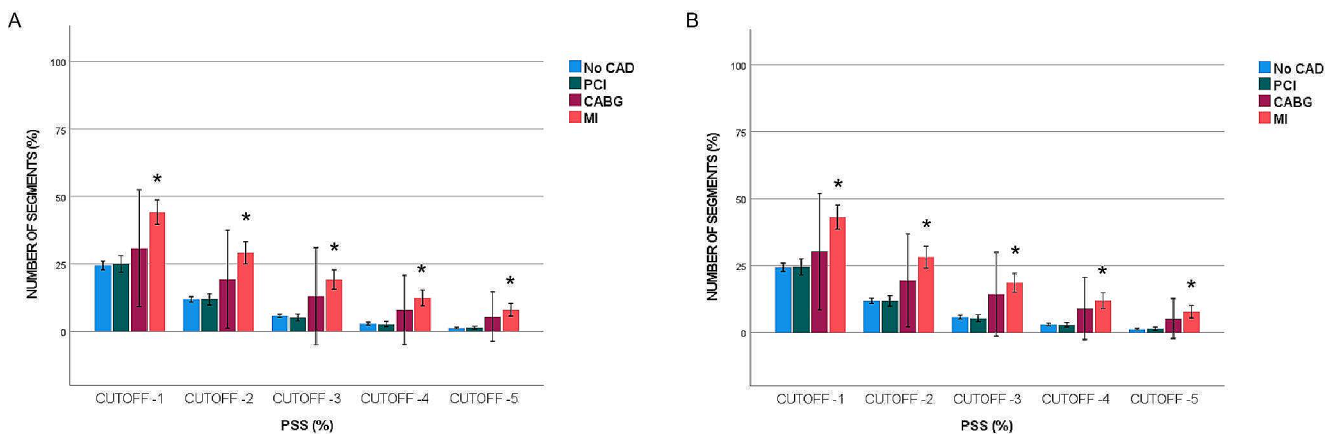 A
NUMBER OF SEGMENTS (%)
100
75
50
25
0
* * * * *
CUTOFF -1 CUTOFF -2 CUTOFF -3 CUTOFF -4 CUTOFF -5
PSS (%)
No CAD
PCI
CABG
MI
B
NUMBER OF SEGMENTS (%)
100
75
50
25
0
* * * * *
CUTOFF -1 CUTOFF -2 CUTOFF -3 CUTOFF -4 CUTOFF -5
PSS (%)
No CAD
PCI
CABG
MI